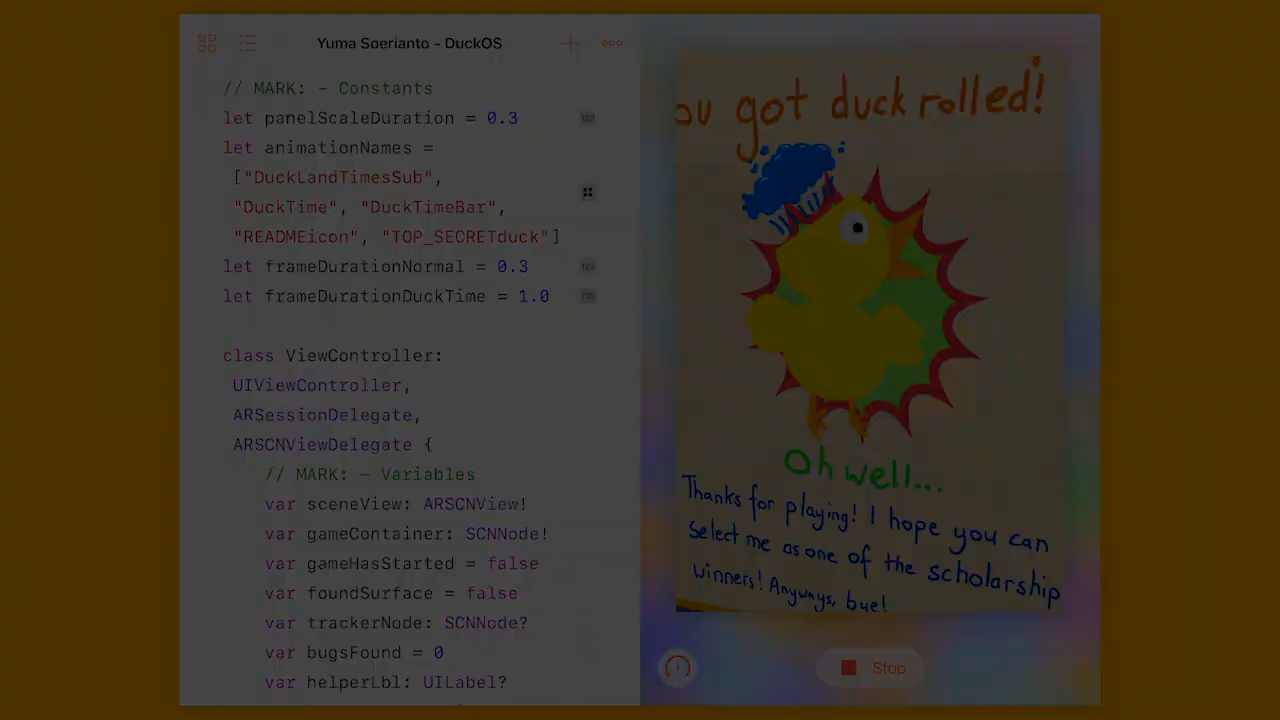 Yuma Soerianto - DuckOS
// MARK: - Constants
let panelScaleDuration = 0.3
let animationNames =
["DuckLandTimesSub",
"DuckTime", "DuckTimeBar",
"READMEicon", "TOP_SECRETduck"]
let frameDurationNormal = 0.3
let frameDurationDuckTime = 1.0
class ViewController:
UIViewController,
ARSessionDelegate,
ARSCNViewDelegate {
// MARK: - Variables
var sceneView: ARSCNView!
var gameContainer: SCNNode!
var gameHasStarted = false
var foundSurface = false
var trackerNode: SCNNode?
var bugsFound = 0
var helperLbl: UILabel?
ou got duck rolled!
Oh well...
Thanks for playing! I hope you can
select me as one of the scholarship
winners! Anyways, bye!
Stop